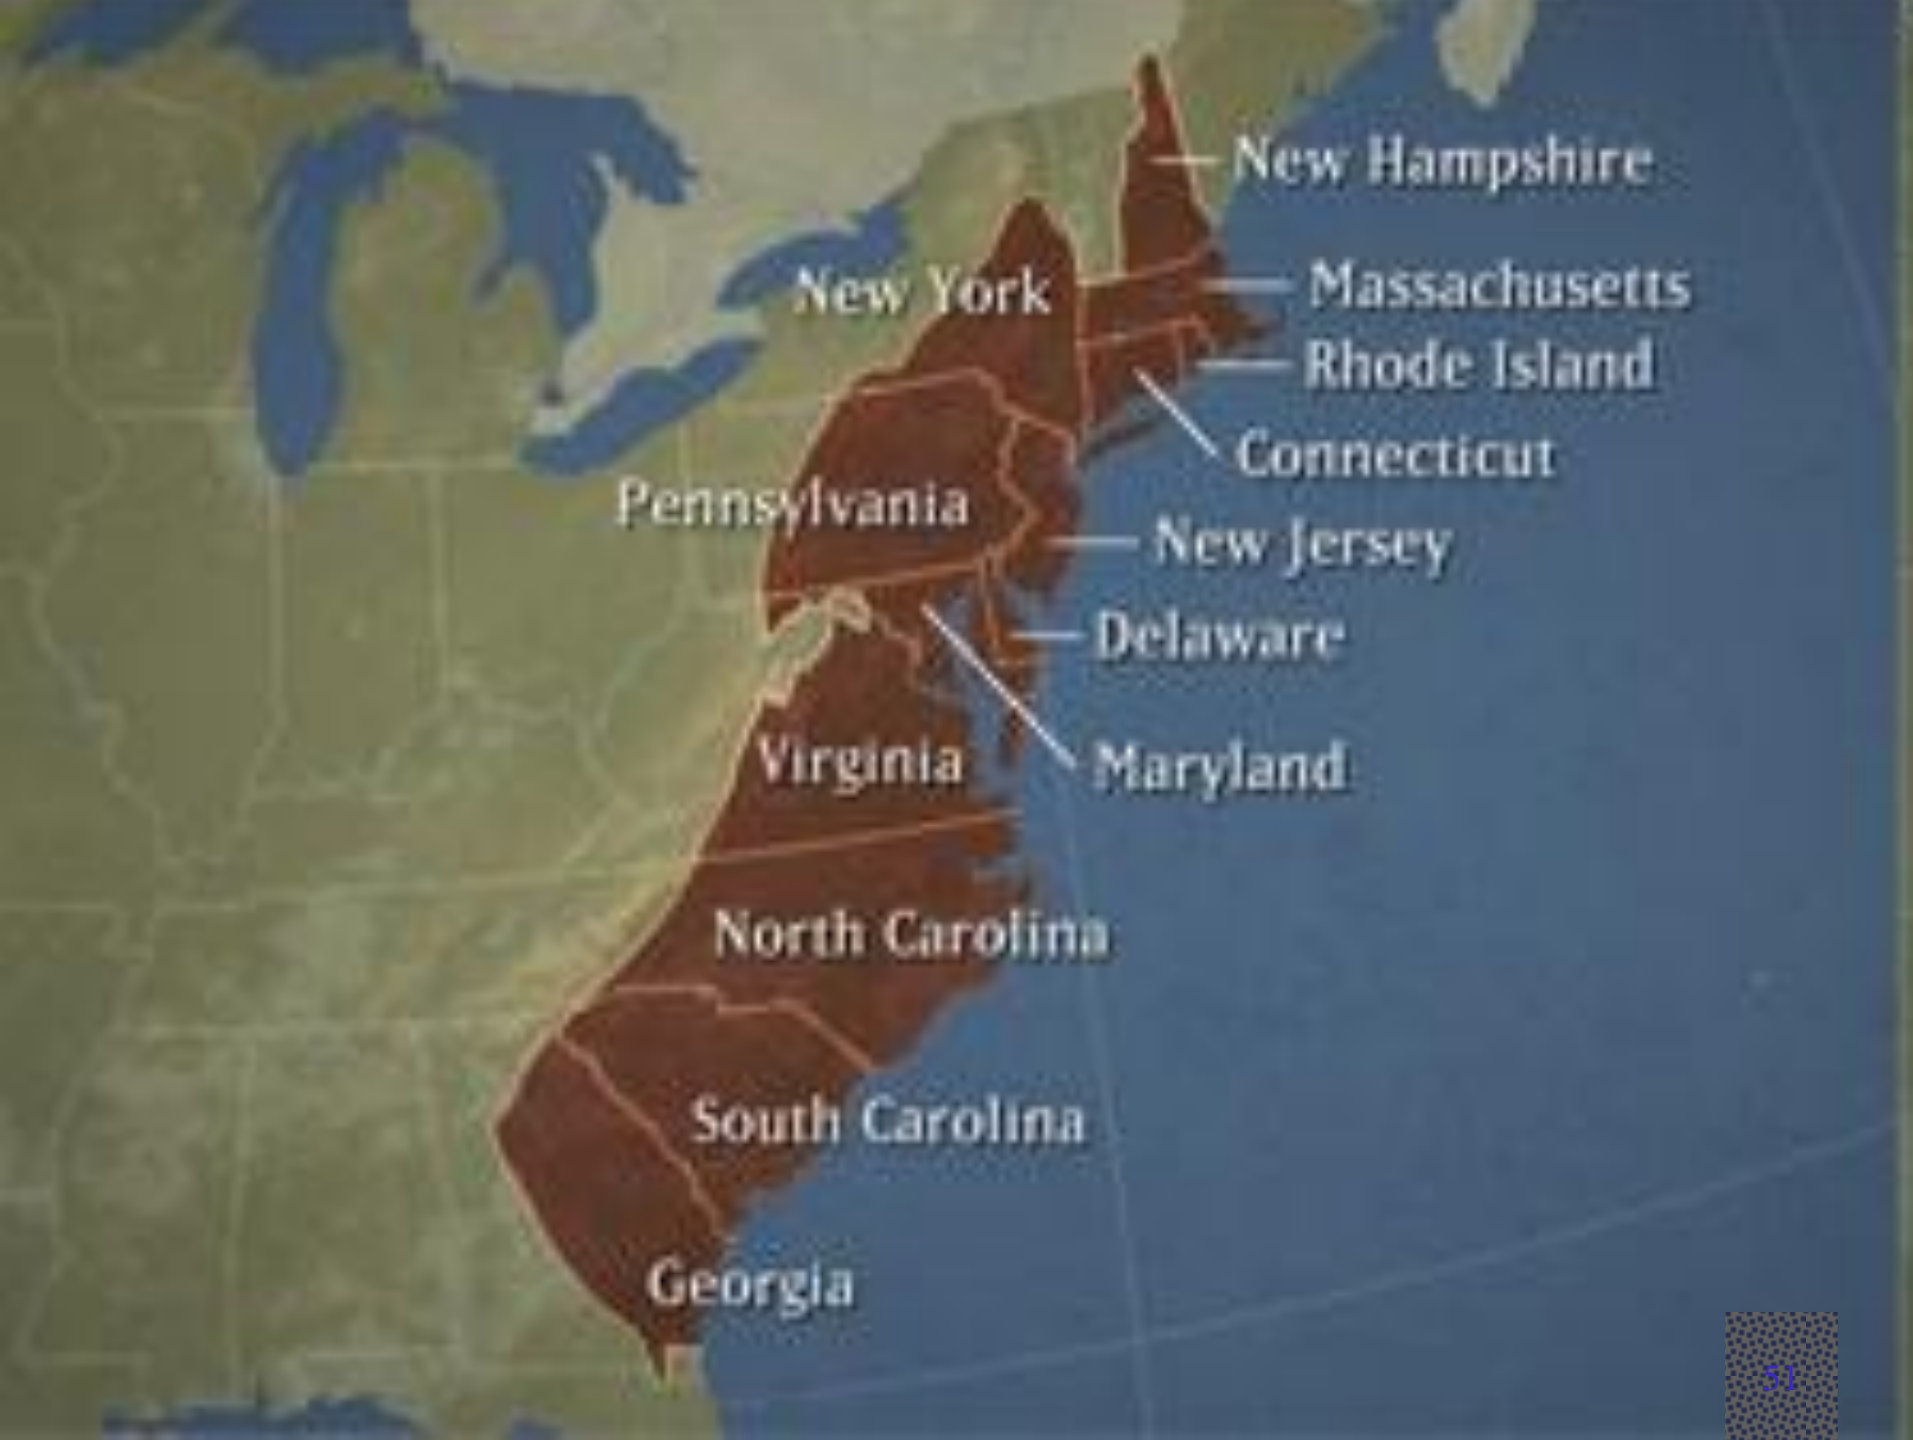 New Hampshire
Massachusetts
New York
Rhode Island
Connecticut
Pennsylvania
New Jersey
Delaware
Virginia
Maryland
North Carolina
South Carolina
Georgia
51